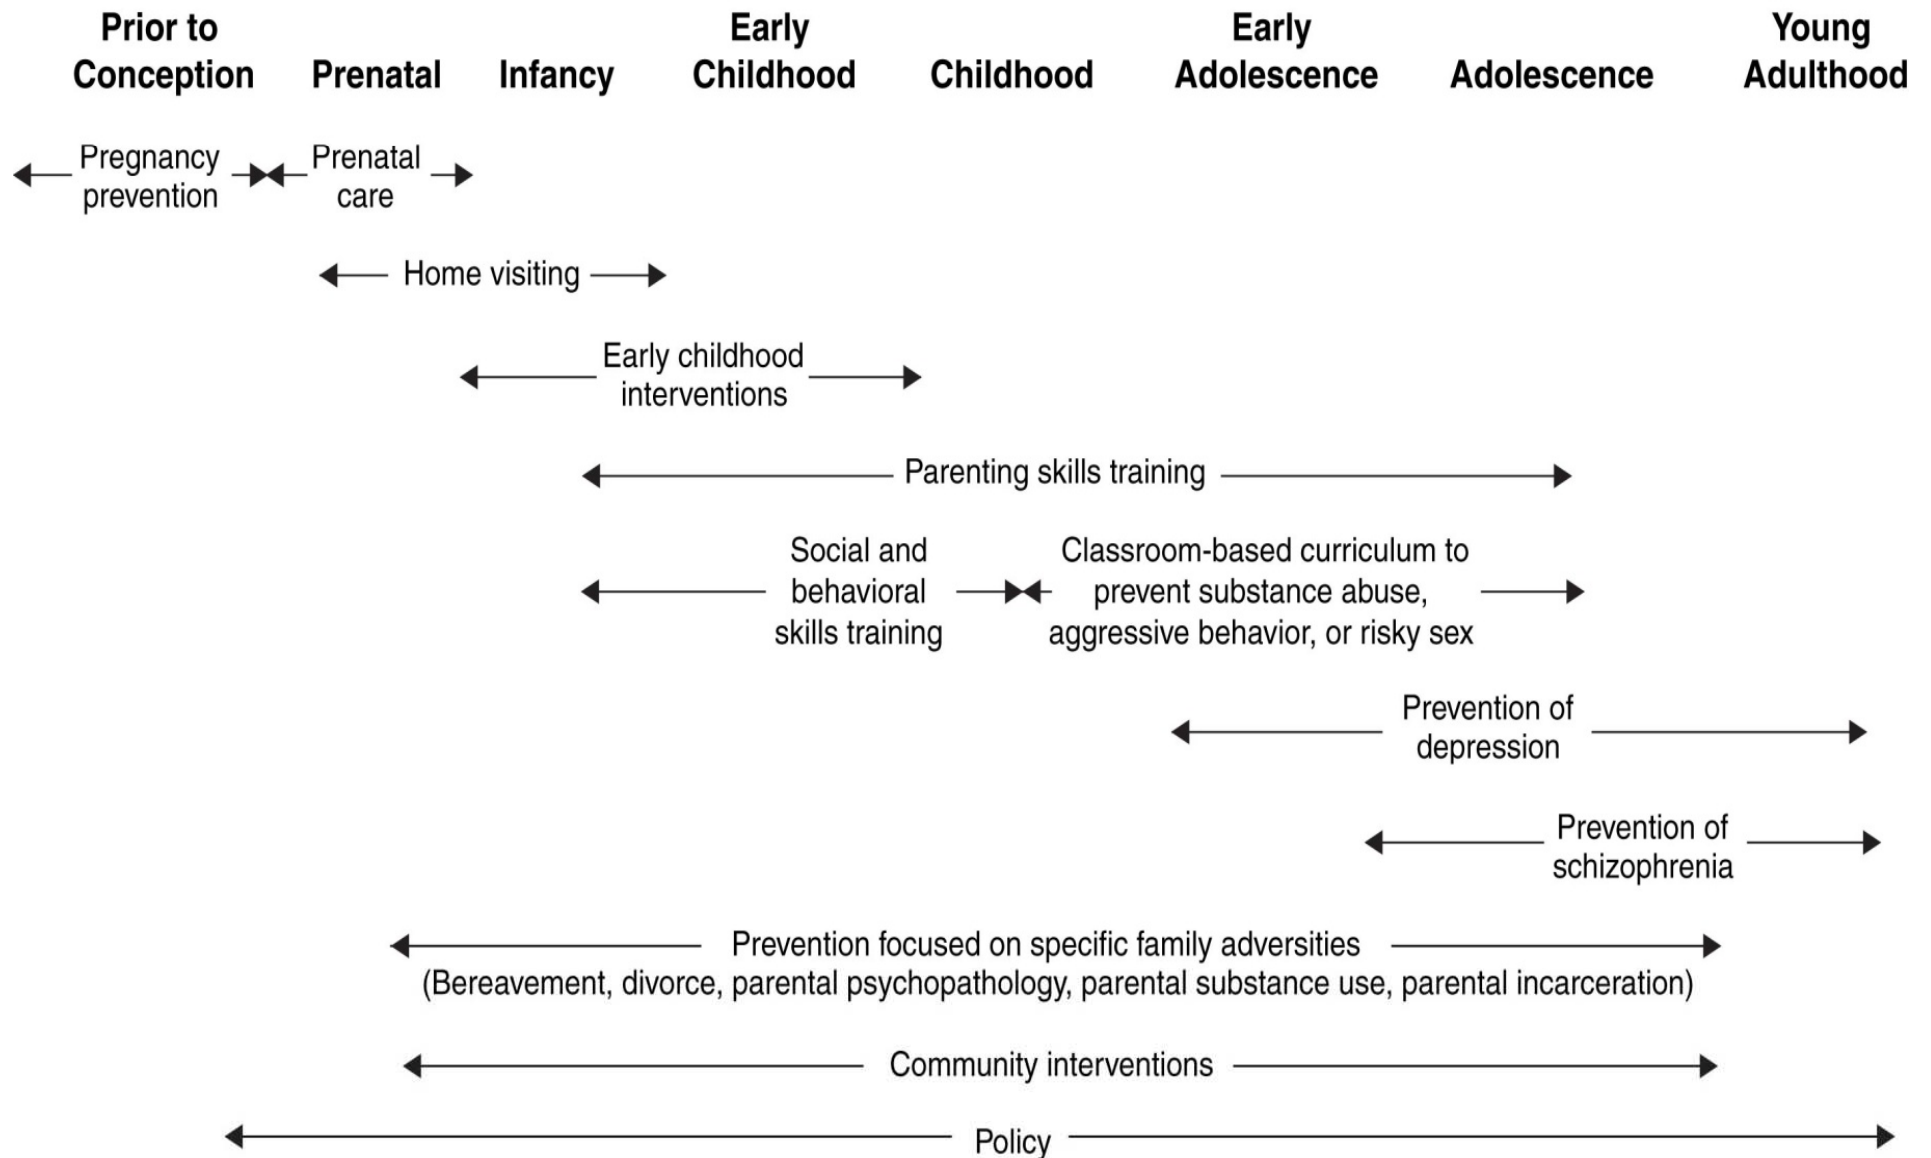 Prior to Conception
Prenatal
Infancy
Early Childhood
Childhood
Early Adolescence
Adolescence
Young Adulthood
Pregnancy
prevention
Prenatal
care
Home visiting
Early childhood
interventions
Parenting skills training
Social and
behavioral
skills training
Classroom-based curriculum to
prevent substance abuse,
aggressive behavior, or risky sex
Prevention of
depression
Prevention of
schizophrenia
Prevention focused on specific family adversities
(Bereavement, divorce, parental psychopathology, parental substance use, parental incarceration)
Community interventions
Policy